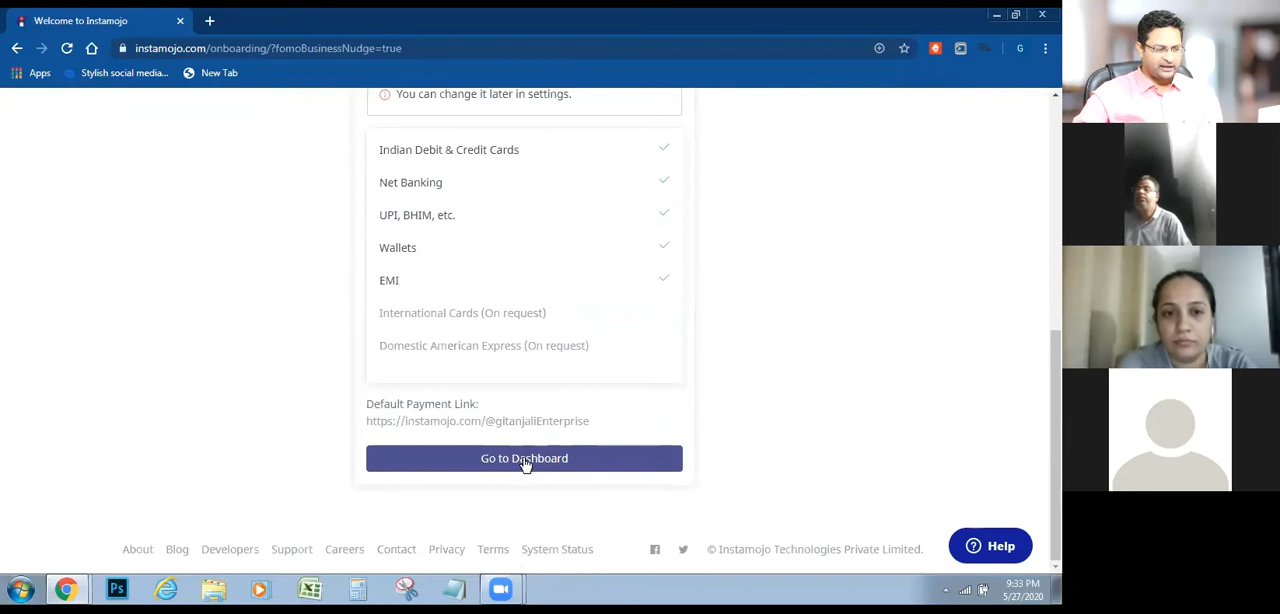 Welcome to Instamojo
instamojo.com/onboarding/?fomoBusinessNudge=true
G
Apps
Stylish social media...
New Tab
You can change it later in settings.
Indian Debit & Credit Cards
Net Banking
UPI, BHIM, etc.
Wallets
EMI
International Cards (On request)
Domestic American Express (On request)
Default Payment Link:
https://instamojo.com/@gitanjaliEnterprise
Go to Dashboard
About Blog Developers Support Careers Contact Privacy Terms System Status © Instamojo Technologies Private Limited.
Help
Ps
9:33 PM
5/27/2020